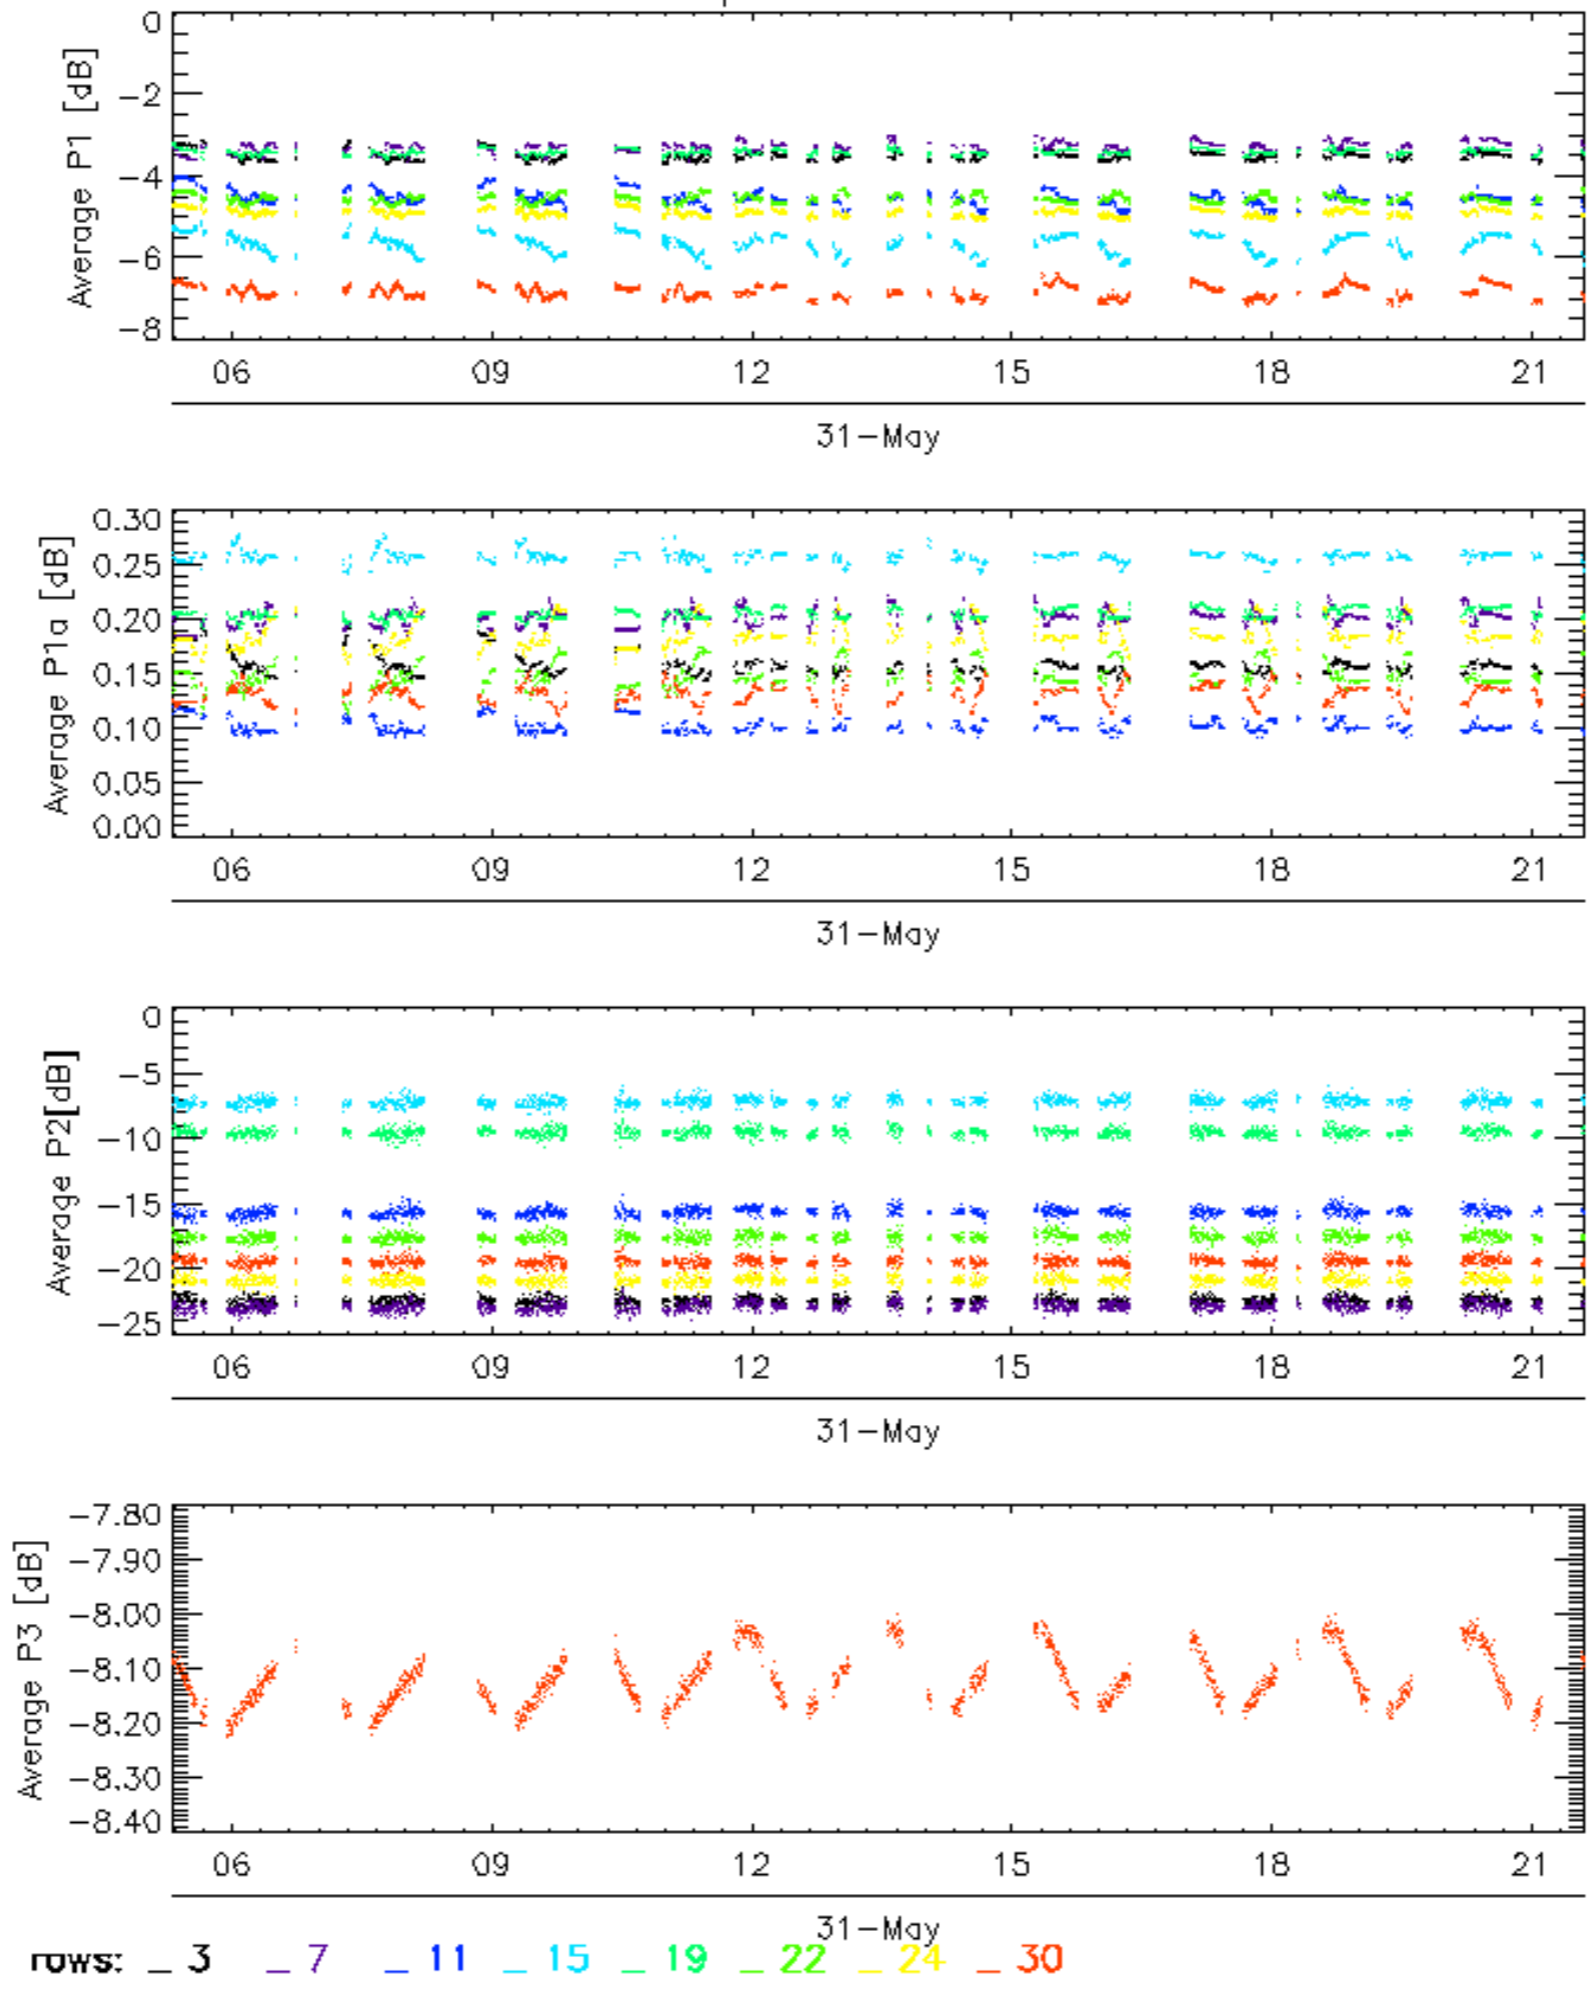 0
-2
-4
-6
-8
Average P1 [dB]
06 09 12 15 18 21
31-May
0.30
0.25
0.20
0.15
0.10
0.05
0.00
Average P1a [dB]
06 09 12 15 18 21
31-May
0
-5
-10
-15
-20
-25
Average P2[dB]
06 09 12 15 18 21
31-May
-7.80
-7.90
-8.00
-8.10
-8.20
-8.30
-8.40
Average P3 [dB]
06 09 12 15 18 21
31-May
rows: _ 3 _ 7 _ 11 _ 15 _ 19 _ 22 _ 24 _ 30